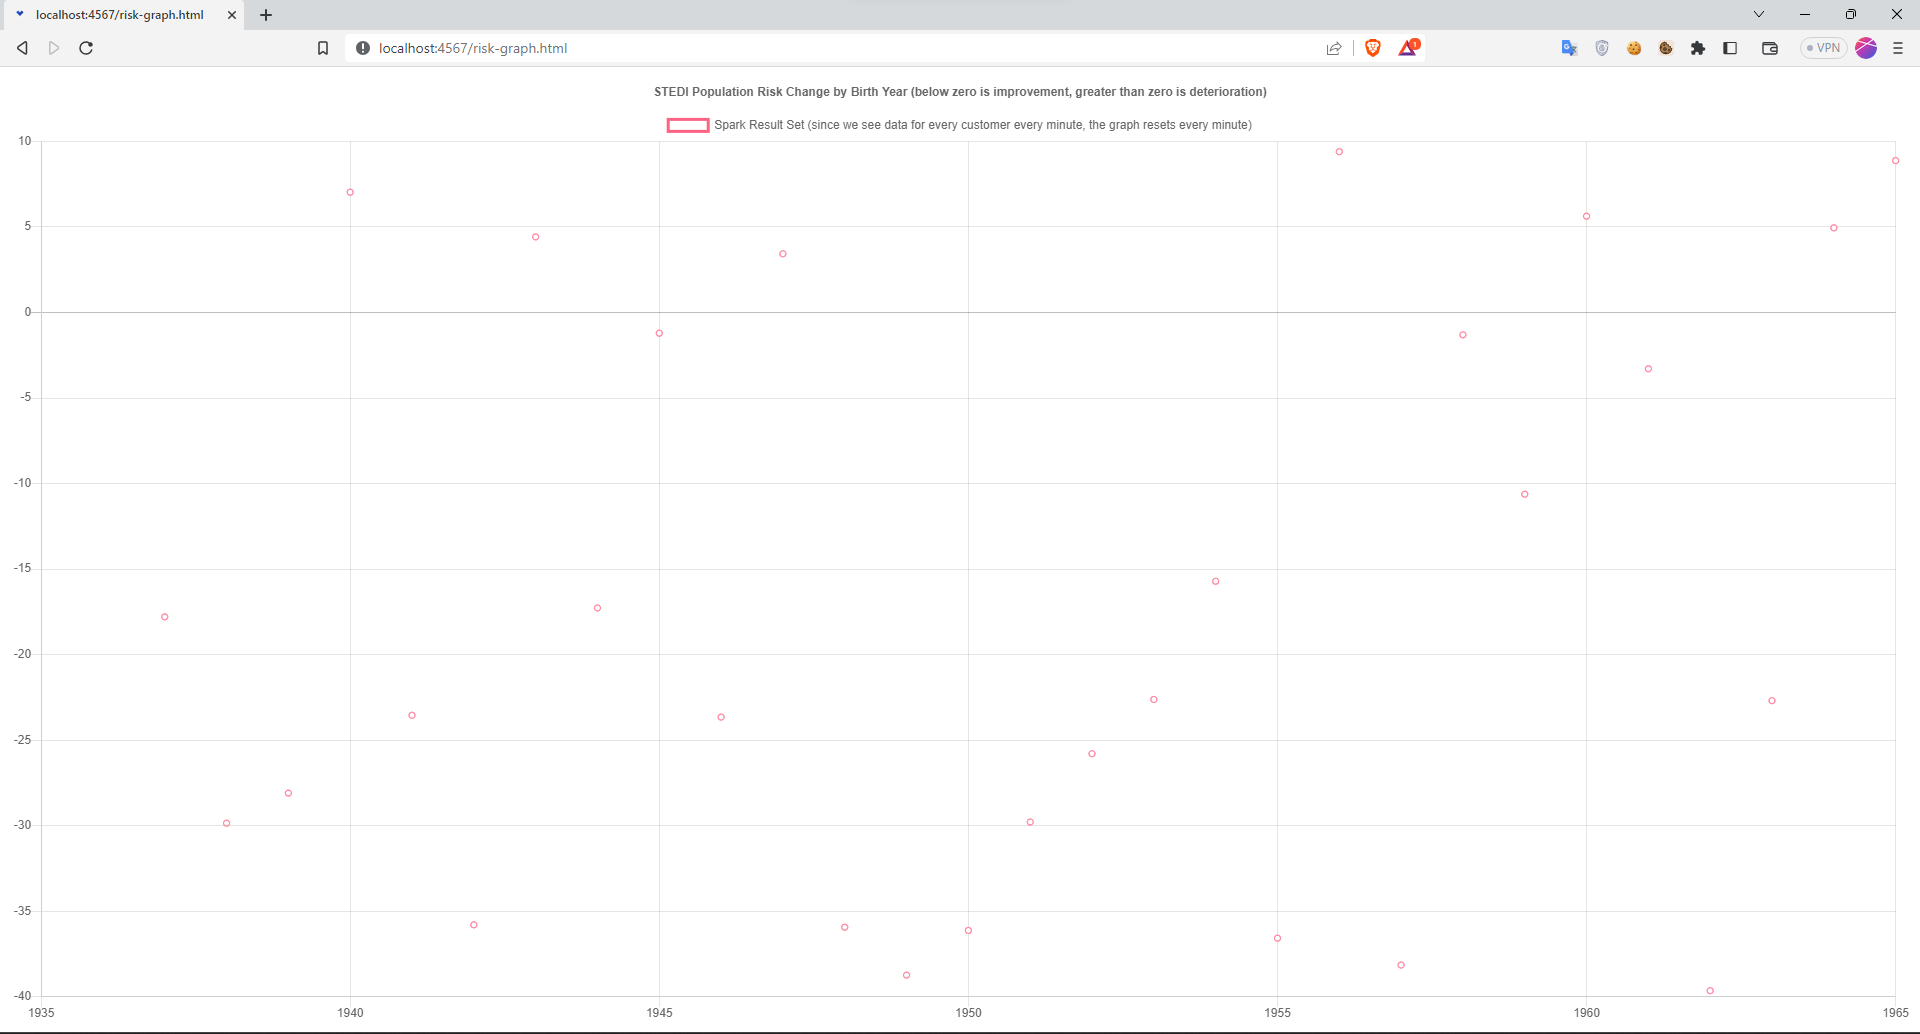 localhost:4567/risk-graph.html
localhost:4567/risk-graph.html
1
VPN
STEDI Population Risk Change by Birth Year (below zero is improvement, greater than zero is deterioration)
Spark Result Set (since we see data for every customer every minute, the graph resets every minute)
10
5
0
-5
-10
-15
-20
-25
-30
-35
-40
1935 1940 1945 1950 1955 1960 1965